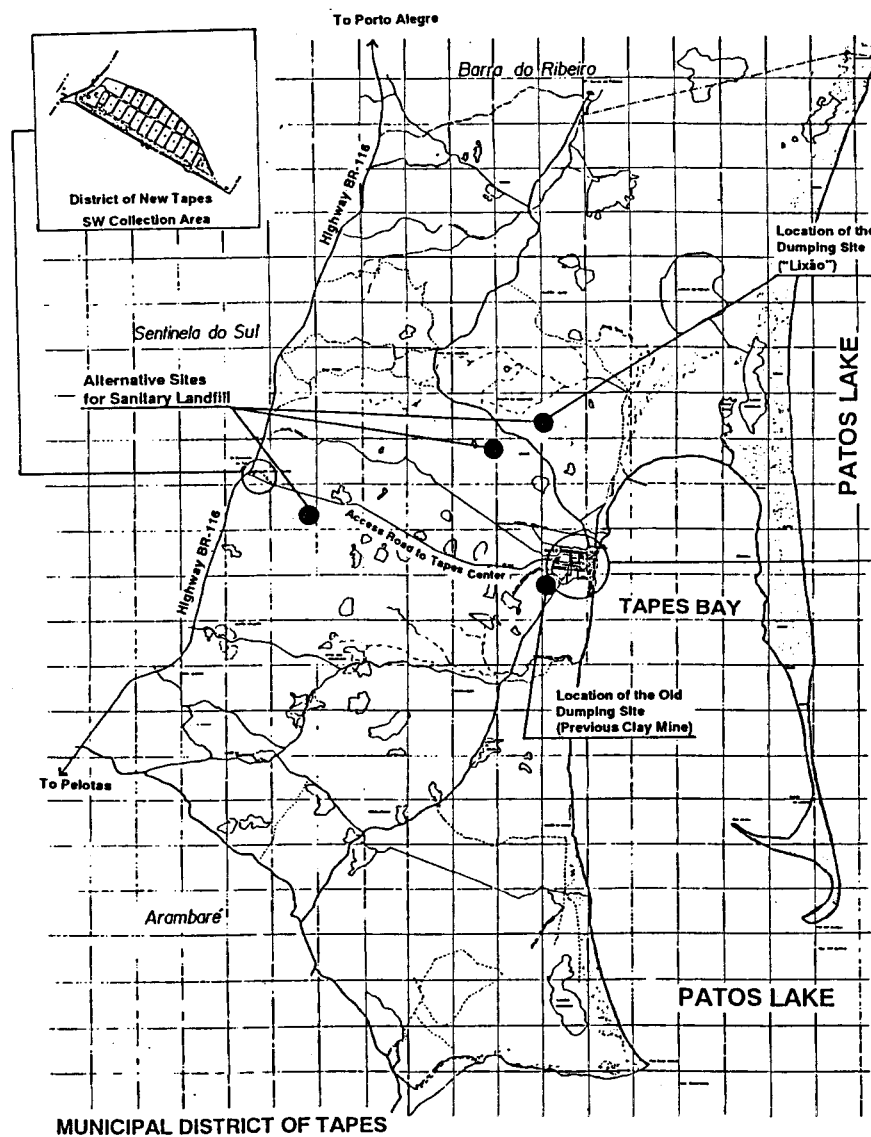 To Porto Alegre
Barra do Ribeiro
District of New Tapes
SW Collection Area
Highway BR-116
Location of the
Dumping Site
("Lixão")
Sentinela do Sul
PATOS LAKE
Alternative Sites
for Sanitary Landfill
Access Road to Tapes Center
Highway BR-116
TAPES BAY
Location of the Old
Dumping Site
(Previous Clay Mine)
To Pelotas
Arambaré
PATOS LAKE
MUNICIPAL DISTRICT OF TAPES